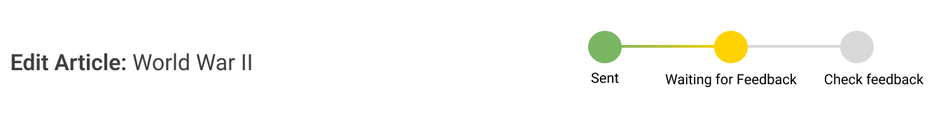 Edit Article: World War II
Sent
Waiting for Feedback
Check feedback